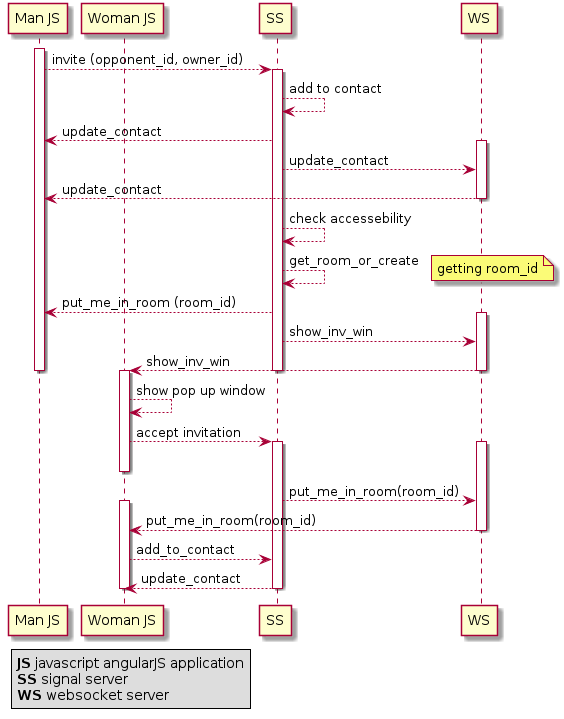 Man JS
Woman JS
SS
WS
invite (opponent_id, owner_id)
add to contact
update_contact
update_contact
update_contact
check accessebility
get_room_or_create
getting room_id
put_me_in_room (room_id)
show_inv_win
show_inv_win
show pop up window
accept invitation
put_me_in_room(room_id)
put_me_in_room(room_id)
add_to_contact
update_contact
Man JS
Woman JS
SS
WS
JS javascript angularJS application
SS signal server
WS websocket server